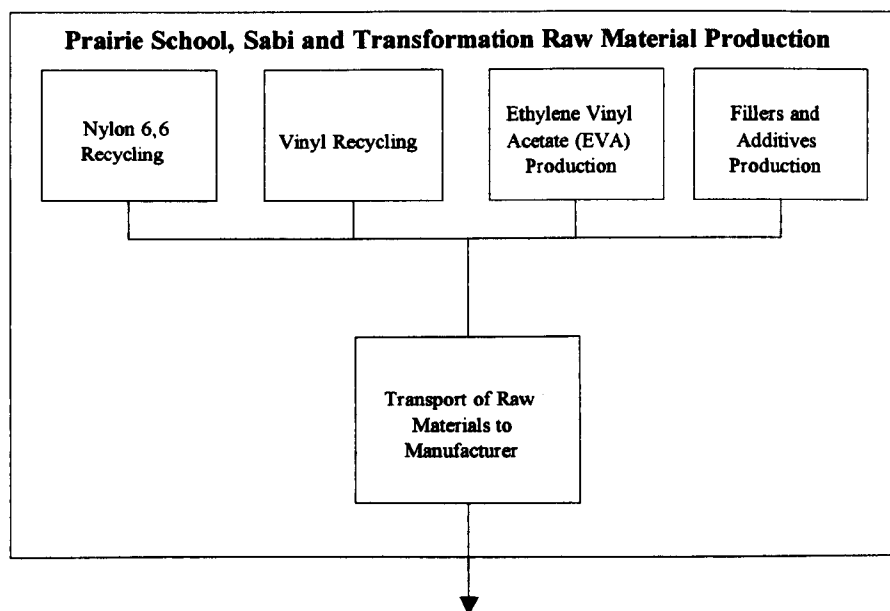 Prairie School, Sabi and Transformation Raw Material Production
Nylon 6,6
Recycling
Vinyl Recycling
Ethylene Vinyl
Acetate (EVA)
Production
Fillers and
Additives
Production
Transport of Raw
Materials to
Manufacturer